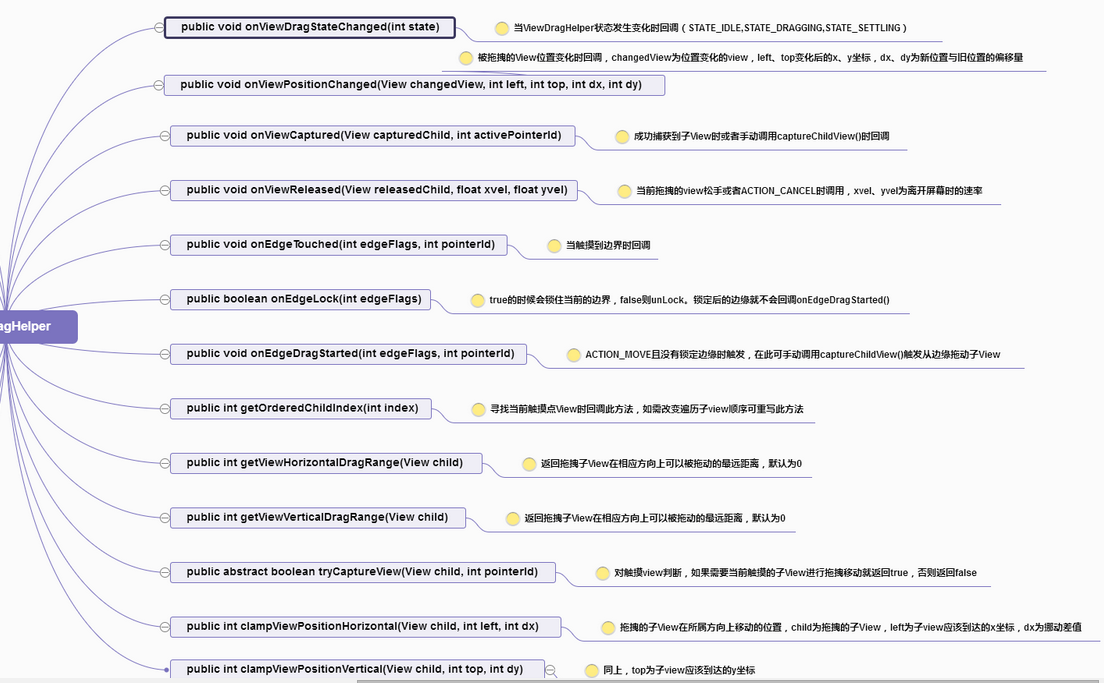 public void onViewDragStateChanged(int state)
当ViewDragHelper状态发生变化时回调（STATE_IDLE,STATE_DRAGGING,STATE_SETTLING）
被拖拽的View位置变化时回调，changedView为位置变化的view，left、top变化后的x、y坐标，dx、dy为新位置与旧位置的偏移量
public void onViewPositionChanged(View changedView, int left, int top, int dx, int dy)
public void onViewCaptured(View capturedChild, int activePointerId)
成功捕获到子View时或者手动调用captureChildView()时回调
public void onViewReleased(View releasedChild, float xvel, float yvel)
当前拖拽的view松手或者ACTION_CANCEL时调用，xvel、yvel为离开屏幕时的速率
public void onEdgeTouched(int edgeFlags, int pointerId)
当触摸到边界时回调
public boolean onEdgeLock(int edgeFlags)
true的时候会锁住当前的边界，false则unLock。锁定后的边缘就不会回调onEdgeDragStarted()
agHelper
public void onEdgeDragStarted(int edgeFlags, int pointerId)
ACTION_MOVE且没有锁定边缘时触发，在此可手动调用captureChildView()触发从边缘拖动子View
public int getOrderedChildIndex(int index)
寻找当前触摸点View时回调此方法，如需改变遍历子view顺序可重写此方法
public int getViewHorizontalDragRange(View child)
返回拖拽子View在相应方向上可以被拖动的最远距离，默认为0
public int getViewVerticalDragRange(View child)
返回拖拽子View在相应方向上可以被拖动的最远距离，默认为0
public abstract boolean tryCaptureView(View child, int pointerId)
对触摸view判断，如果需要当前触摸的子View进行拖拽移动就返回true，否则返回false
public int clampViewPositionHorizontal(View child, int left, int dx)
拖拽的子View在所属方向上移动的位置，child为拖拽的子View，left为子view应该到达的x坐标，dx为挪动差值
public int clampViewPositionVertical(View child, int top, int dy)
同上，top为子view应该到达的y坐标